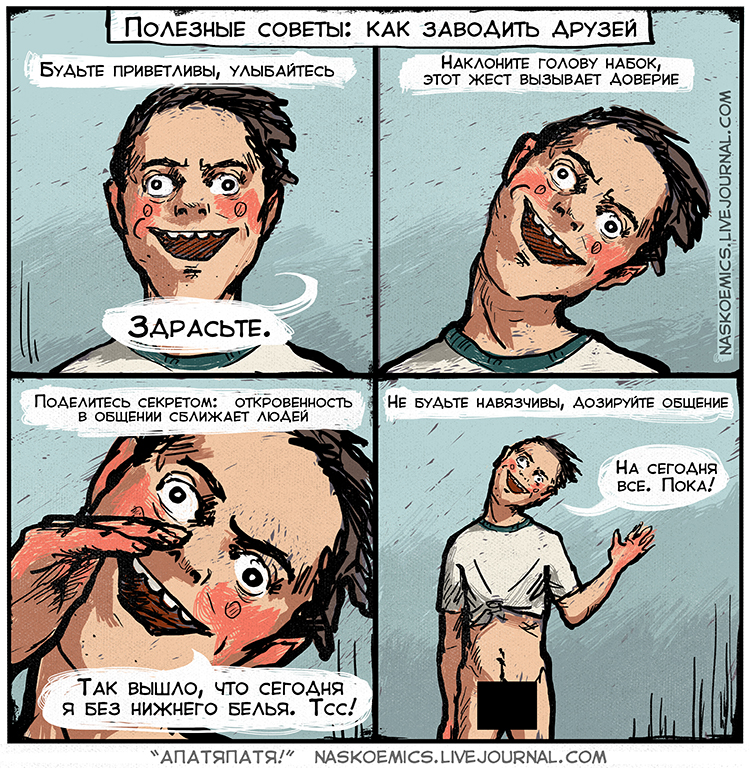 Полезные советы: как заводить друзей
Будьте приветливы, улыбайтесь
Здрасьте.
Наклоните голову набок,
этот жест вызывает доверие
NASKOEMICS.LIVEJOURNAL.COM
Поделитесь секретом: откровенность
в общении сближает людей
Так вышло, что сегодня
я без нижнего белья. Тсс!
Не будьте навязчивы, дозируйте общение
На сегодня
все. Пока!
"АПАТЯПАТЯ!" NASKOEMICS.LIVEJOURNAL.COM